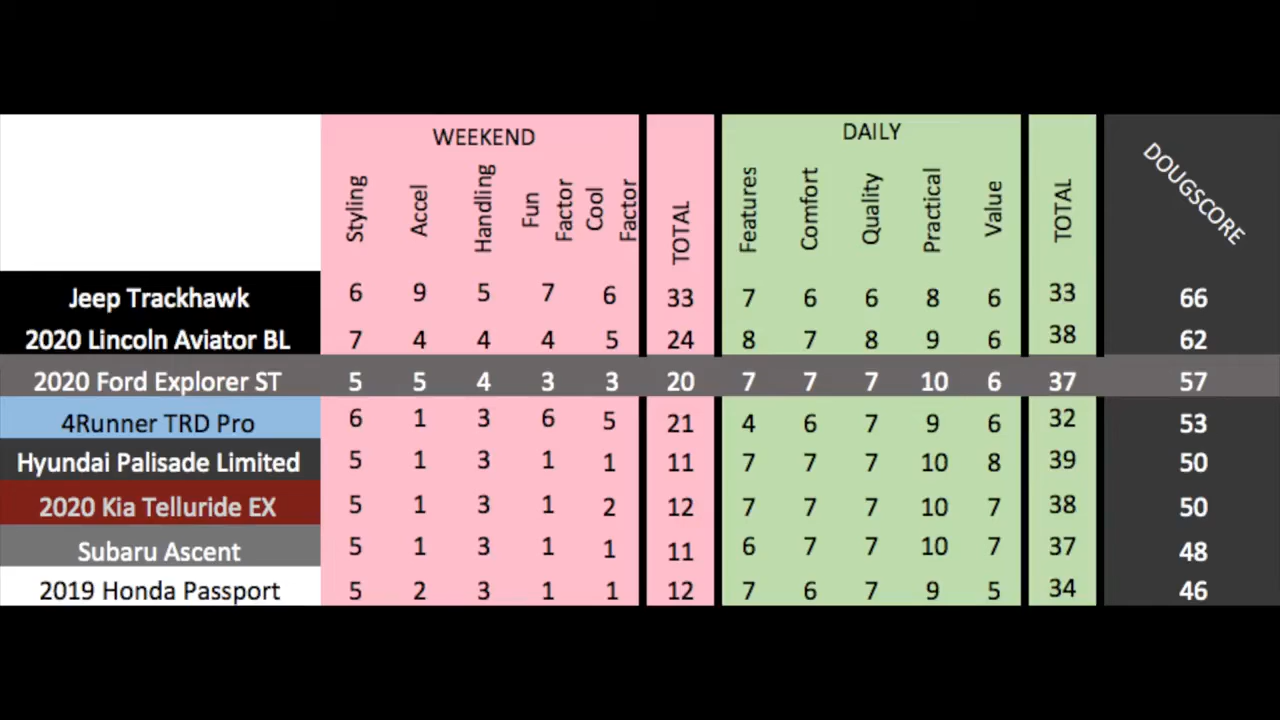 WEEKEND DAILY
Styling Accel Handling Fun Factor Cool Factor TOTAL Features Comfort Quality Practical Value TOTAL DOUGSCORE
Jeep Trackhawk 6 9 5 7 6 33 7 6 6 8 6 33 66
2020 Lincoln Aviator BL 7 4 4 4 5 24 8 7 8 9 6 38 62
2020 Ford Explorer ST 5 5 4 3 3 20 7 7 7 10 6 37 57
4Runner TRD Pro 6 1 3 6 5 21 4 6 7 9 6 32 53
Hyundai Palisade Limited 5 1 3 1 1 11 7 7 7 10 8 39 50
2020 Kia Telluride EX 5 1 3 1 2 12 7 7 7 10 7 38 50
Subaru Ascent 5 1 3 1 1 11 6 7 7 10 7 37 48
2019 Honda Passport 5 2 3 1 1 12 7 6 7 9 5 34 46